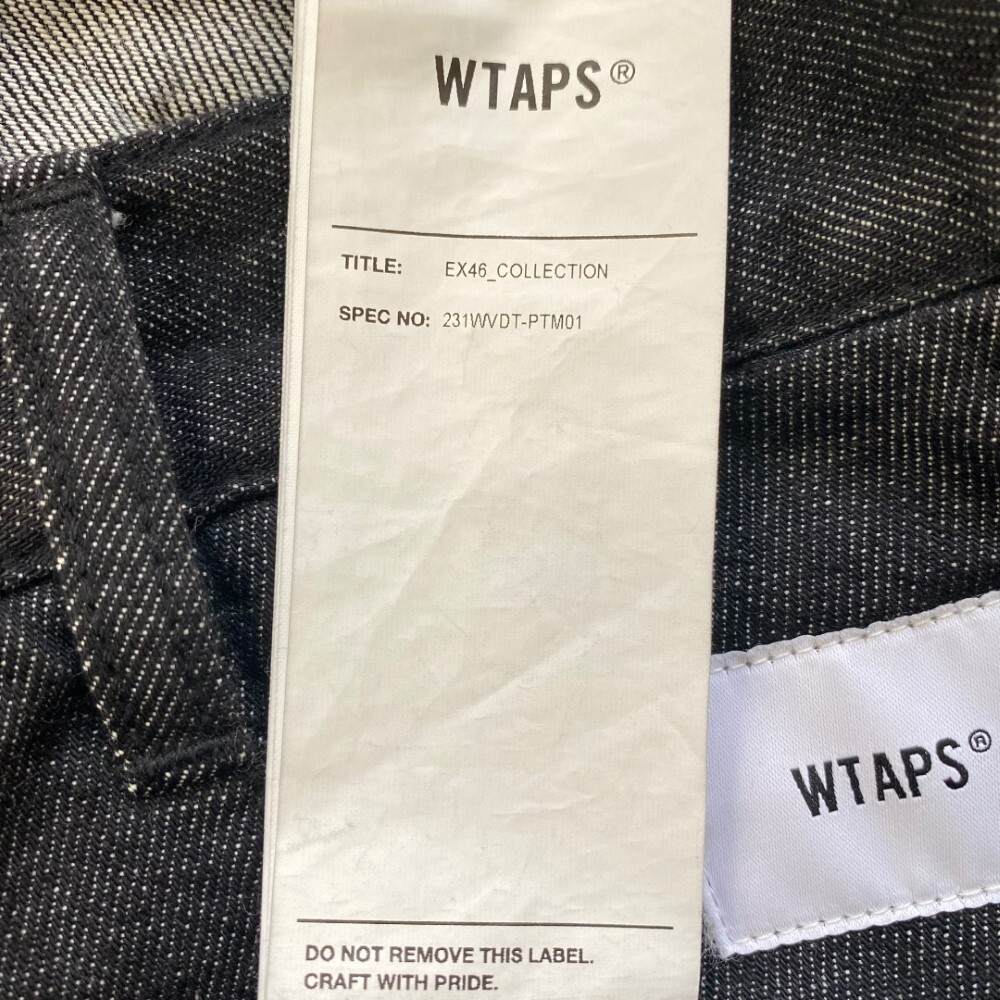 WTAPS®
TITLE: EX46_COLLECTION
SPEC NO: 231WVDT-PTM01
WTAPS®
DO NOT REMOVE THIS LABEL.
CRAFT WITH PRIDE.